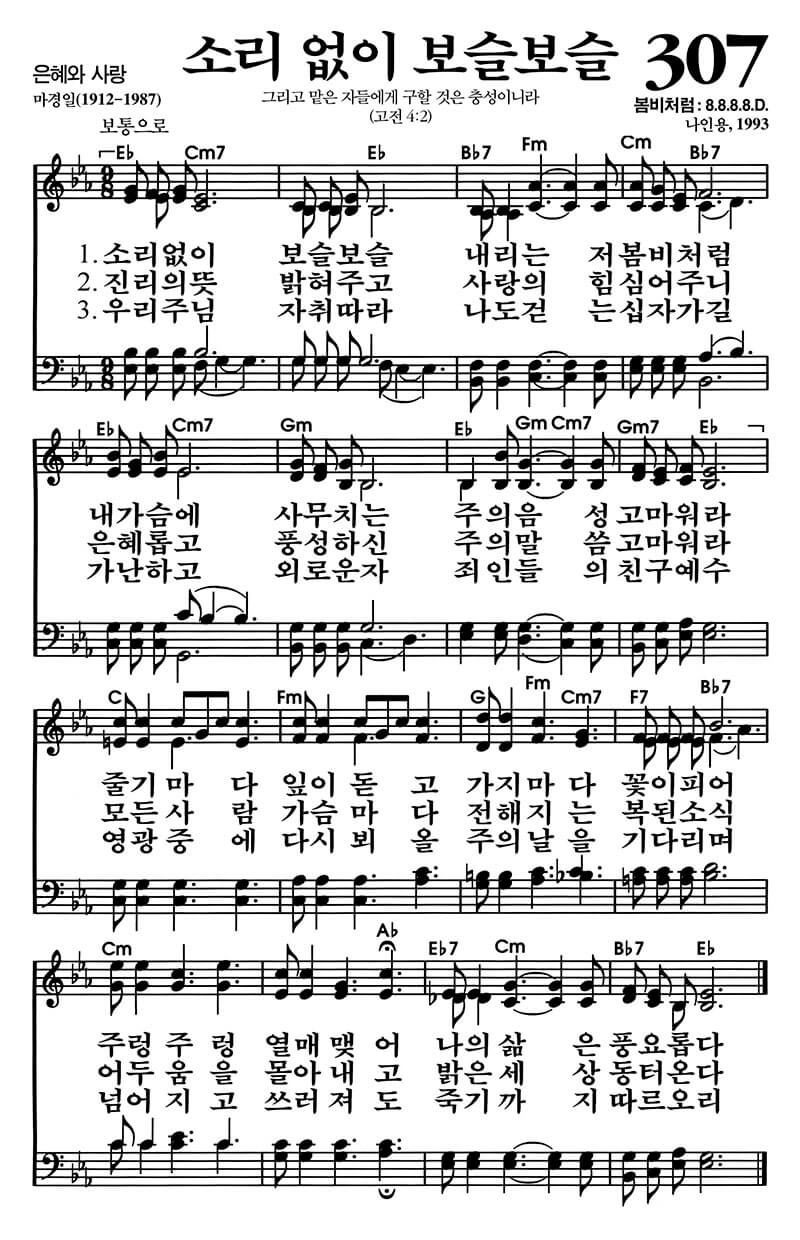 은혜와 사랑
소리 없이 보슬보슬 307
마경일(1912-1987)
그리고 맡은 자들에게 구할 것은 충성이니라
(고전 4:2)
봄비처럼 : 8.8.8.8.D.
나인용, 1993
보통으로
E♭ Cm7 E♭ B♭7 Fm Cm B♭7
1. 소리없이 보슬보슬 내리는 저봄비처럼
2. 진리의뜻 밝혀주고 사랑의 힘심어주니
3. 우리주님 자취따라 나도걷 는십자가길
E♭ Cm7 Gm E♭ Gm Cm7 Gm7 E♭
내가슴에 사무치는 주의음 성고마워라
은혜롭고 풍성하신 주의말 씀고마워라
가난하고 외로운자 죄인들 의친구예수
C Fm G Fm Cm7 F7 B♭7
줄기마 다 잎이돋 고 가지마다 꽃이피어
모든사 람 가슴마 다 전해지는 복된소식
영광중 에 다시뵈 올 주의날을 기다리며
Cm A♭ E♭7 Cm B♭7 E♭
주렁주 렁 열매맺 어 나의삶 은풍요롭다
어두움 을 몰아내 고 밝은세 상동터온다
넘어지 고 쓰러져 도 죽기까 지따르오리